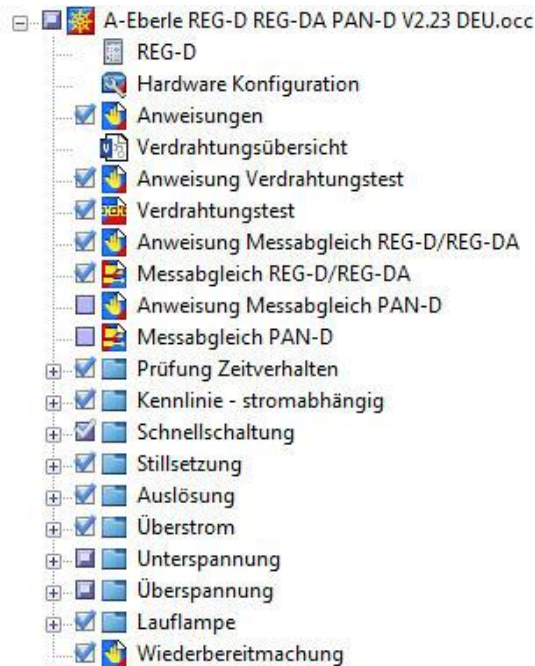 A-Eberle REG-D REG-DA PAN-D V2.23 DEU.occ
REG-D
Hardware Konfiguration
Anweisungen
Verdrahtungsübersicht
Anweisung Verdrahtungstest
Verdrahtungstest
Anweisung Messabgleich REG-D/REG-DA
Messabgleich REG-D/REG-DA
Anweisung Messabgleich PAN-D
Messabgleich PAN-D
Prüfung Zeitverhalten
Kennlinie - stromabhängig
Schnellschaltung
Stillsetzung
Auslösung
Überstrom
Unterspannung
Überspannung
Lauflampe
Wiederbereitmachung